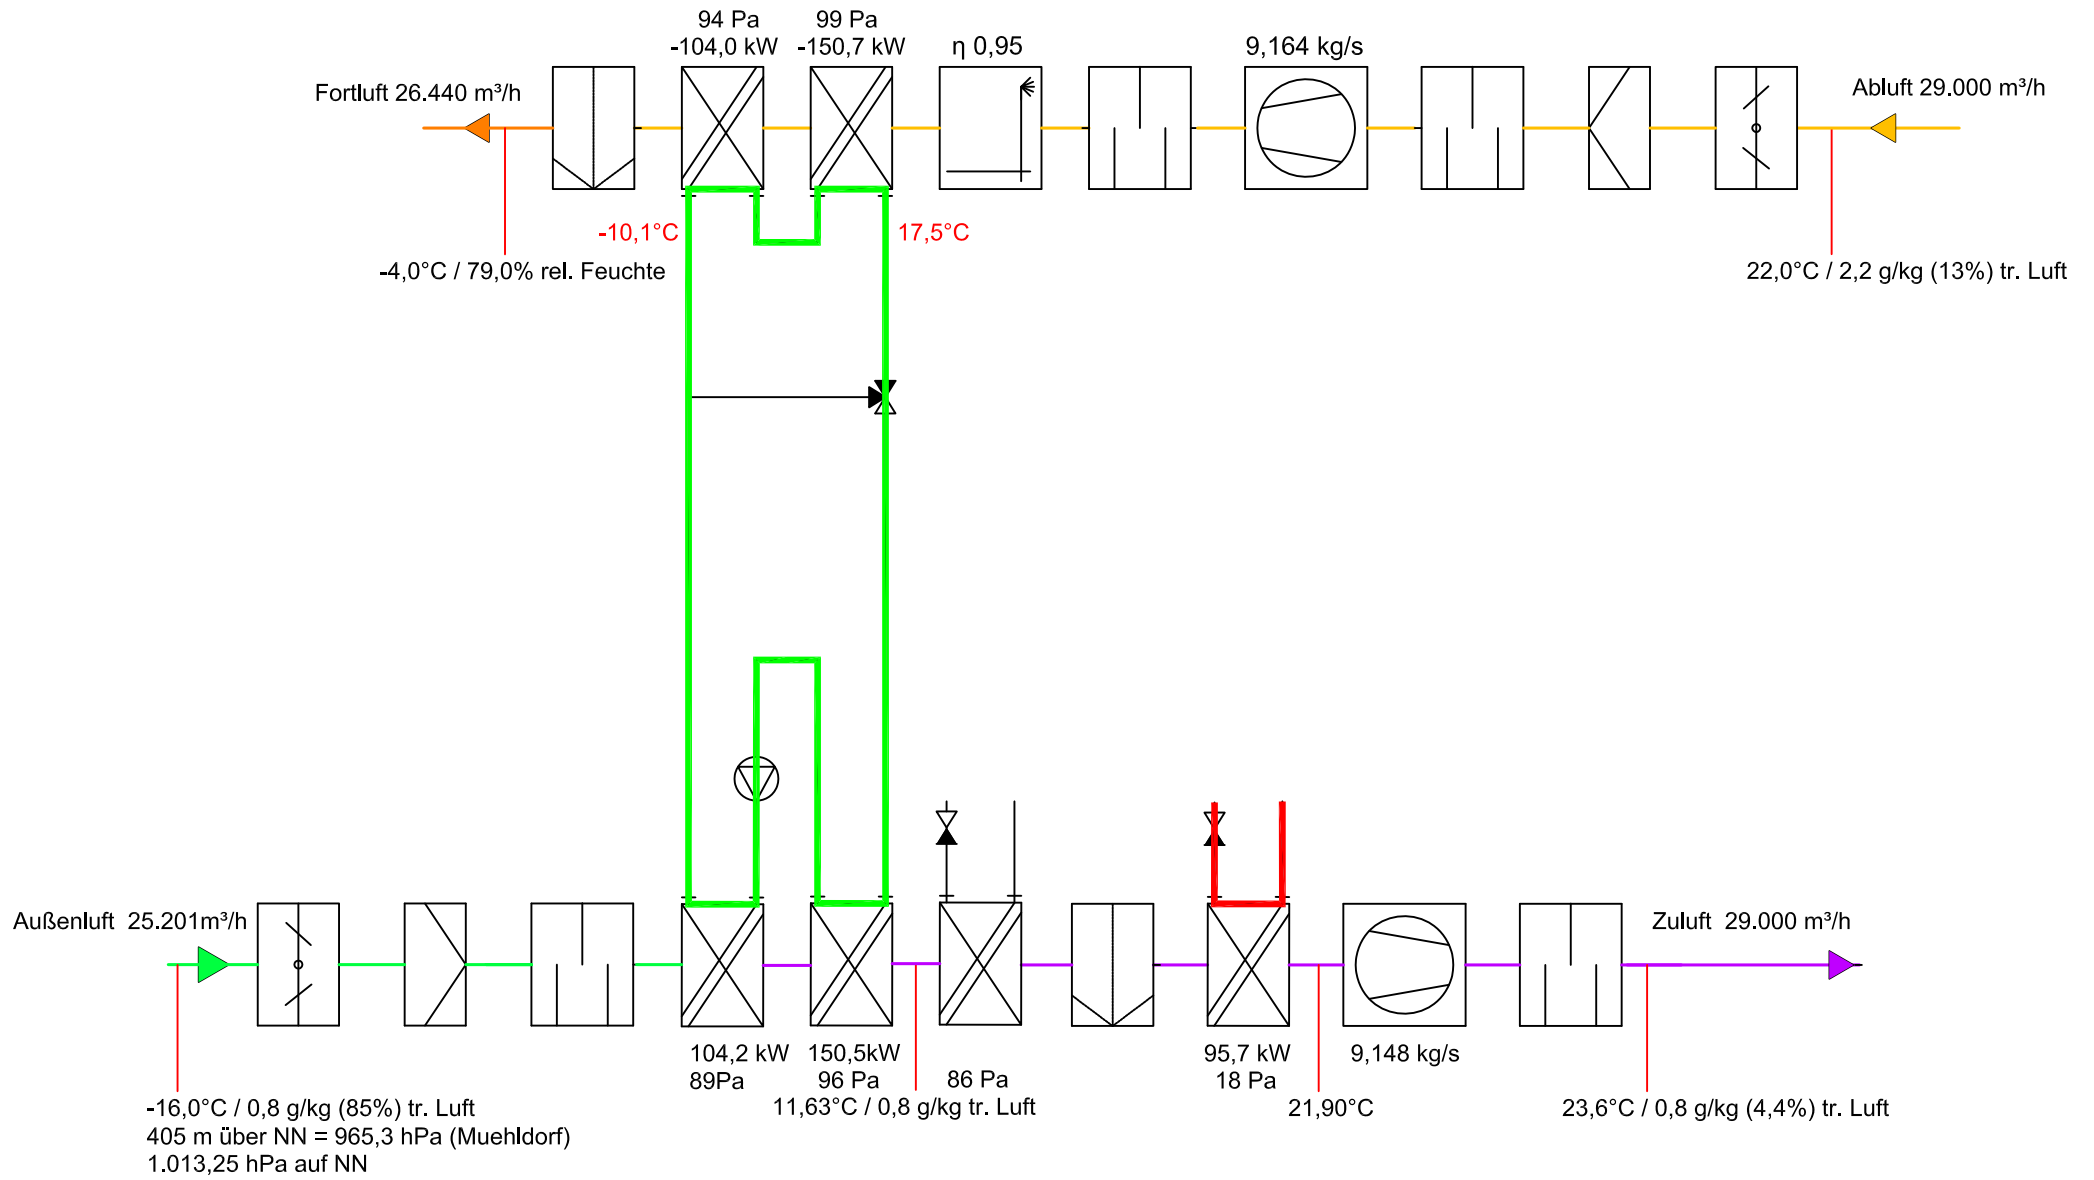 94 Pa
-104,0 kW
99 Pa
-150,7 kW
η 0,95
9,164 kg/s
Fortluft 26.440 m³/h
Abluft 29.000 m³/h
-10,1°C
17,5°C
-4,0°C / 79,0% rel. Feuchte
22,0°C / 2,2 g/kg (13%) tr. Luft
Außenluft  25.201m³/h
Zuluft  29.000 m³/h
104,2 kW
89Pa
150,5kW
96 Pa
86 Pa
95,7 kW
18 Pa
9,148 kg/s
-16,0°C / 0,8 g/kg (85%) tr. Luft
405 m über NN = 965,3 hPa (Muehldorf)
1.013,25 hPa auf NN
11,63°C / 0,8 g/kg tr. Luft
21,90°C
23,6°C / 0,8 g/kg (4,4%) tr. Luft